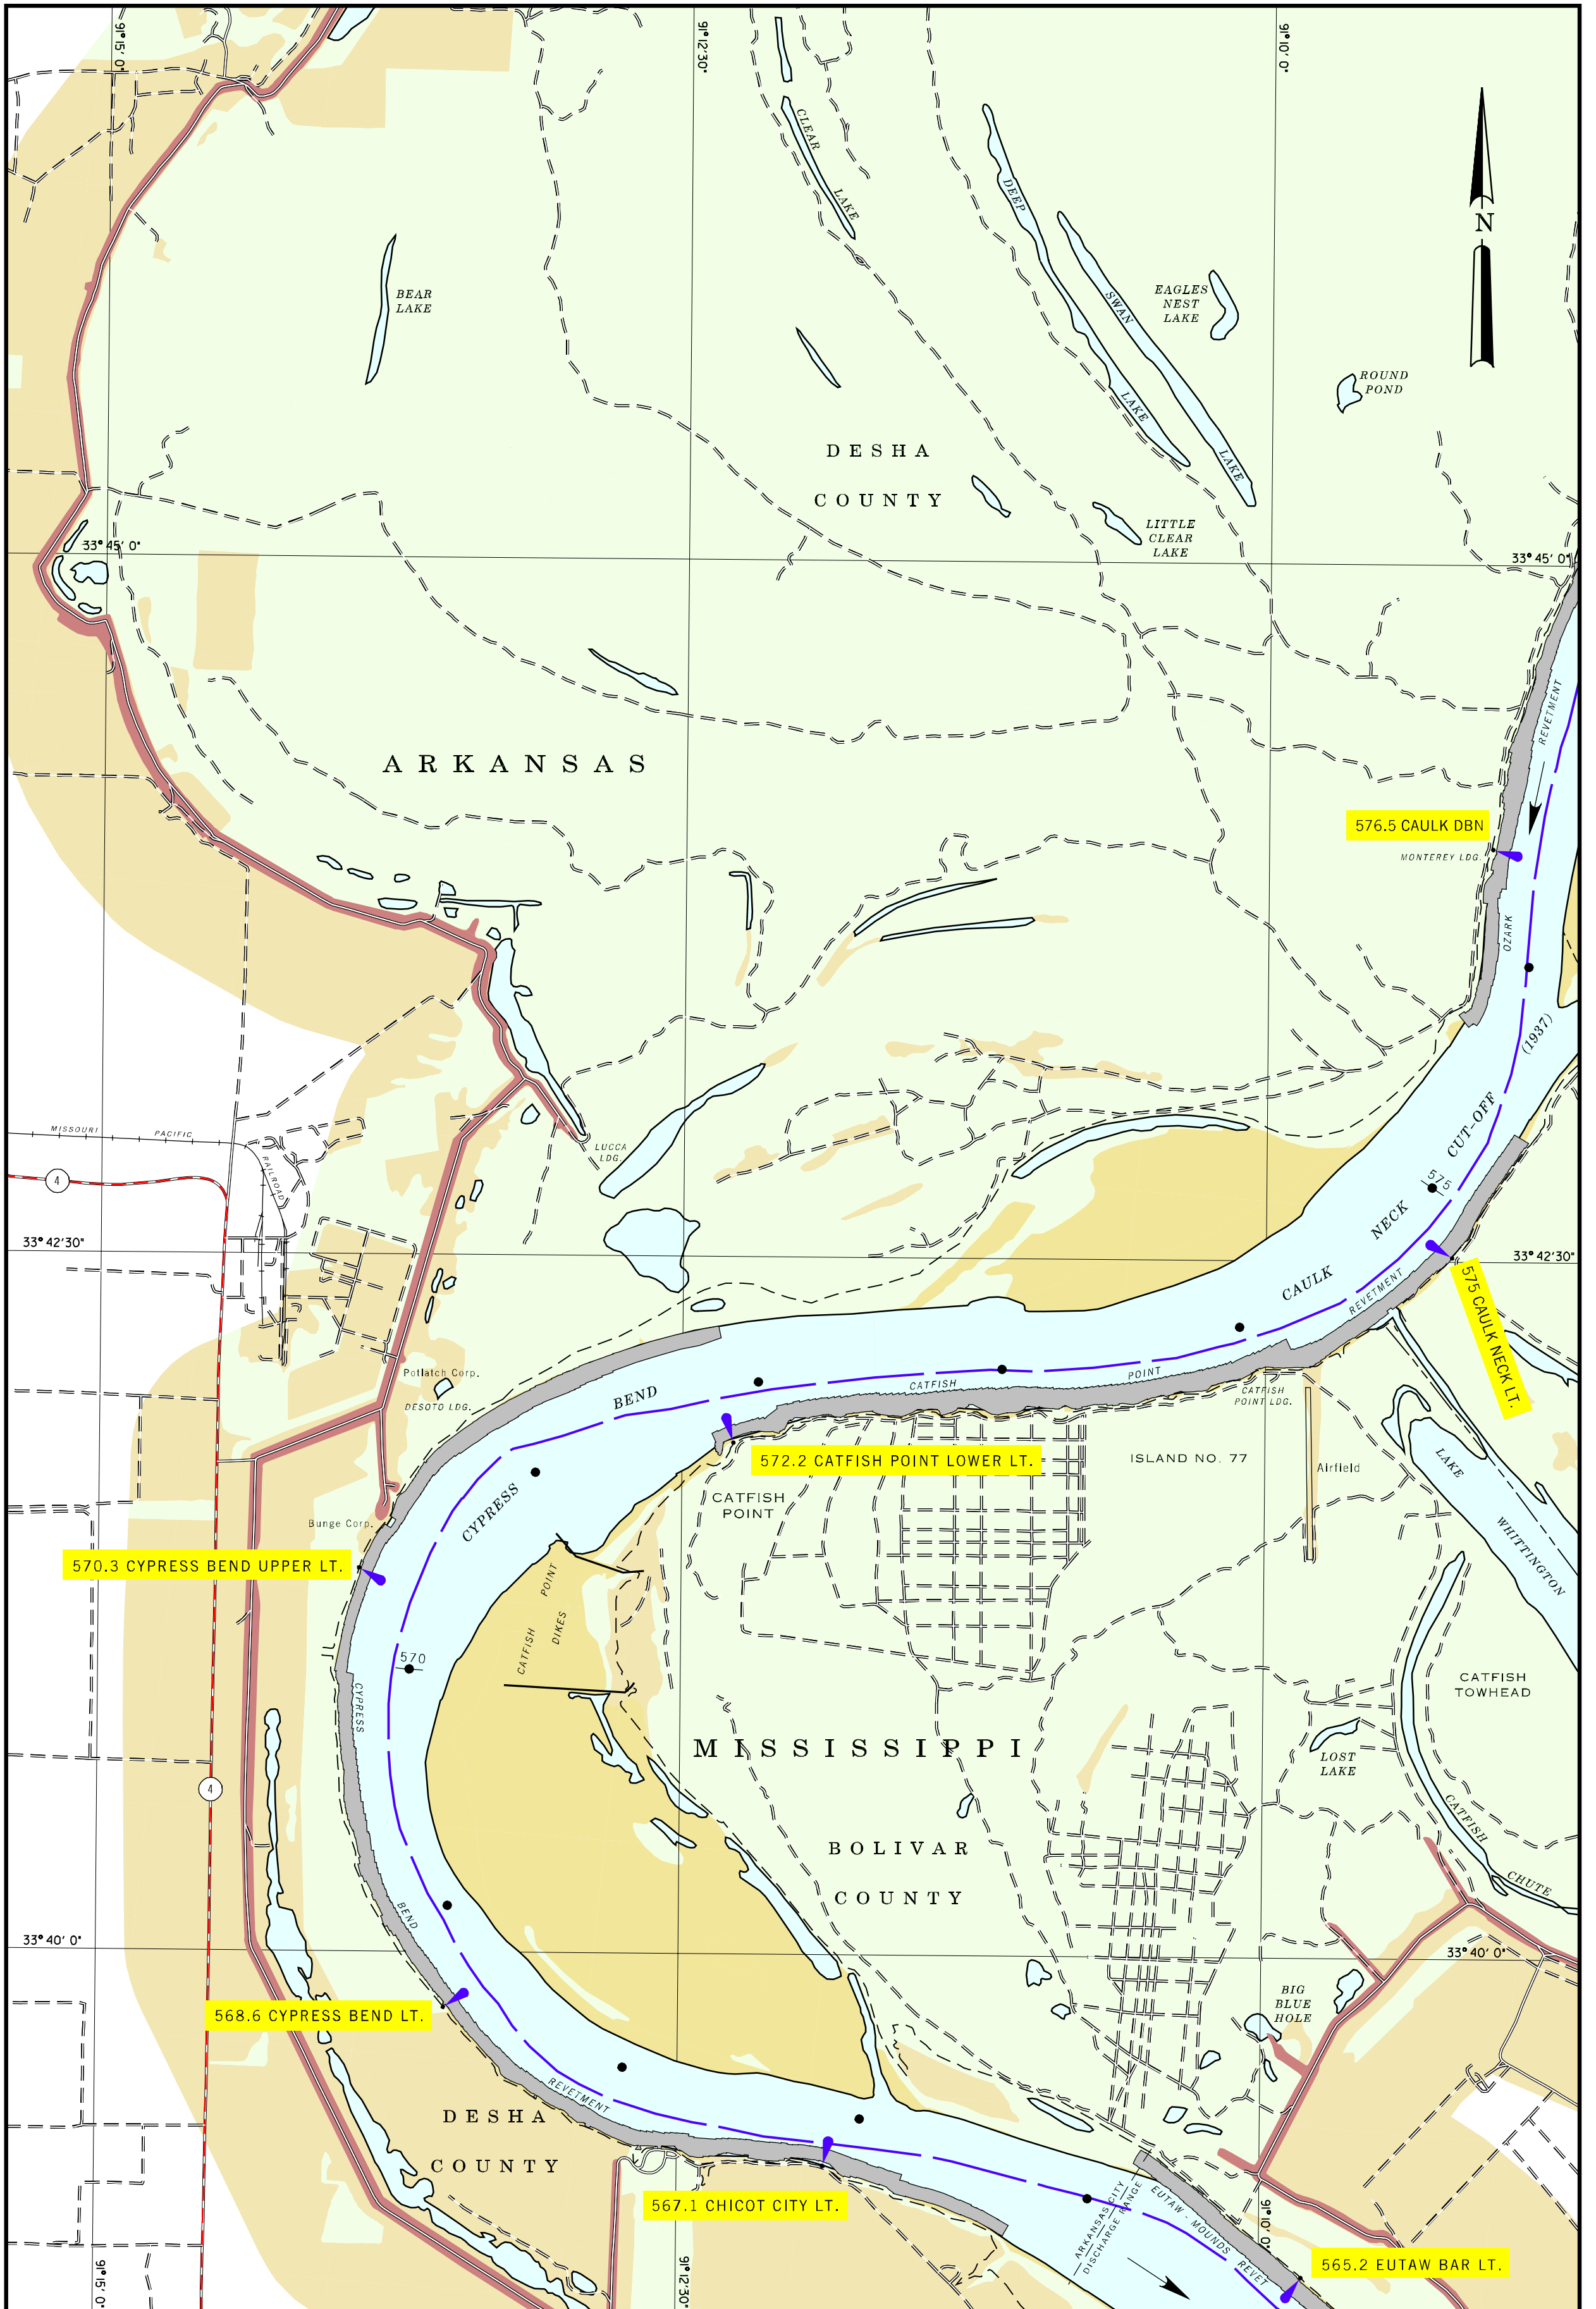 91° 15' 0"
91° 12' 30"
91° 10' 0"
CLEAR
LAKE
DEEP
LAKE
N
BEAR
LAKE
SWAN
LAKE
EAGLES
NEST
LAKE
ROUND
POND
DESHA
COUNTY
LITTLE
CLEAR
LAKE
33° 45' 0"
33° 45' 0"
REVETMENT
ARKANSAS
576.5 CAULK DBN
MONTEREY LDG.
OZARK
(1937)
MISSOURI
PACIFIC
RAILROAD
LUCCA
LDG.
4
CUT-OFF
575
NECK
33° 42' 30"
33° 42' 30"
CAULK
REVETMENT
575 CAULK NECK LT.
Potlatch Corp.
DESOTO LDG.
BEND
CATFISH
POINT
CATFISH
POINT LDG.
572.2 CATFISH POINT LOWER LT.
ISLAND NO. 77
Airfield
LAKE
WHITTINGTON
CATFISH
POINT
CYPRESS
Bunge Corp.
570.3 CYPRESS BEND UPPER LT.
CATFISH
POINT
DIKES
570
CYPRESS
CATFISH
TOWHEAD
MISSISSIPPI
LOST
LAKE
4
CATFISH
CHUTE
BOLIVAR
COUNTY
BEND
33° 40' 0"
33° 40' 0"
568.6 CYPRESS BEND LT.
BIG
BLUE
HOLE
REVETMENT
DESHA
COUNTY
567.1 CHICOT CITY LT.
ARKANSAS CITY
DISCHARGE RANGE
EUTAW - MOUNDS
REVET
565.2 EUTAW BAR LT.
91° 15' 0"
91° 12' 30"
91° 10' 0"